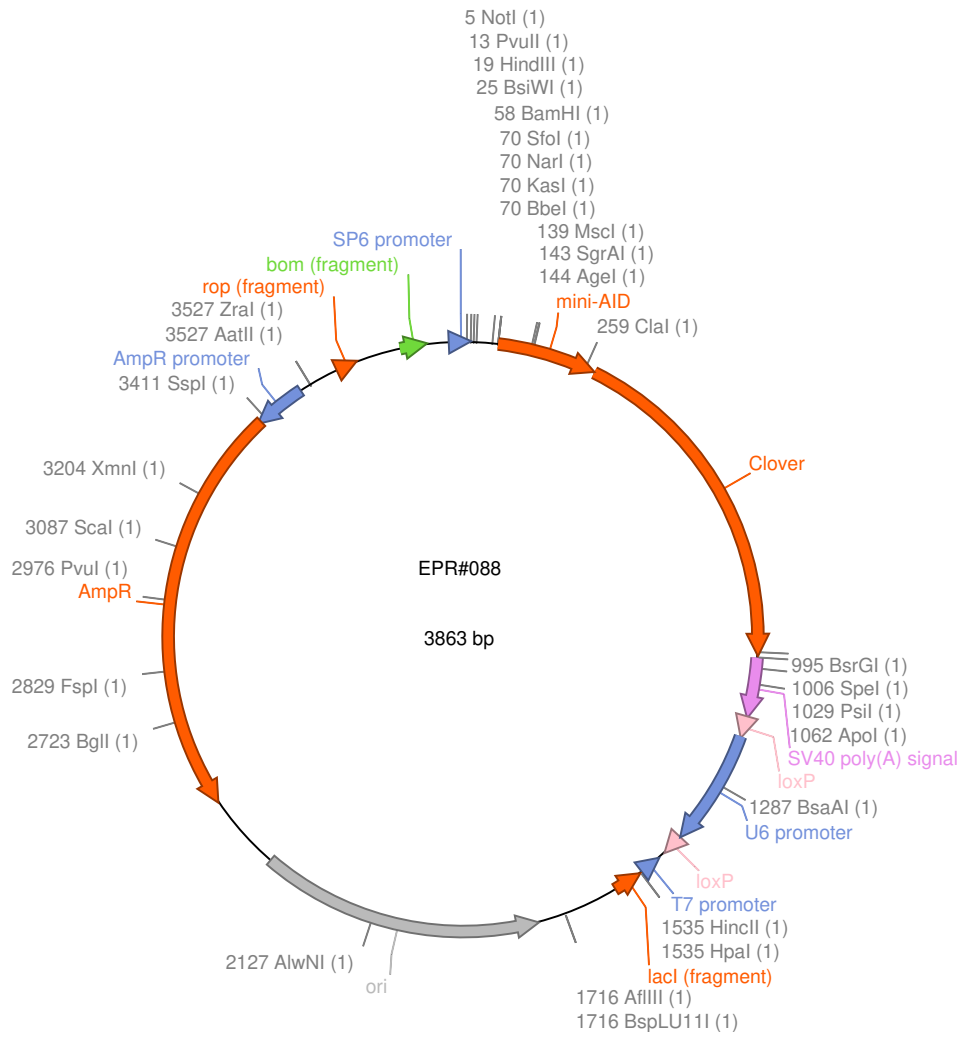 5 NotI (1)
13 PvuII (1)
19 HindIII (1)
25 BsiWI (1)
58 BamHI (1)
70 SfoI (1)
70 NarI (1)
70 KasI (1)
70 BbeI (1)
139 MscI (1)
143 SgrAI (1)
144 AgeI (1)
mini-AID
259 ClaI (1)
SP6 promoter
bom (fragment)
rop (fragment)
3527 ZraI (1)
3527 AatII (1)
AmpR promoter
3411 SspI (1)
3204 XmnI (1)
3087 ScaI (1)
2976 PvuI (1)
AmpR
2829 FspI (1)
2723 BglI (1)
Clover
EPR#088
3863 bp
995 BsrGI (1)
1006 SpeI (1)
1029 PsiI (1)
1062 ApoI (1)
SV40 poly(A) signal
loxP
1287 BsaAI (1)
U6 promoter
loxP
T7 promoter
1535 HincII (1)
1535 HpaI (1)
lacI (fragment)
1716 AflIII (1)
1716 BspLU11I (1)
2127 AlwNI (1)
ori